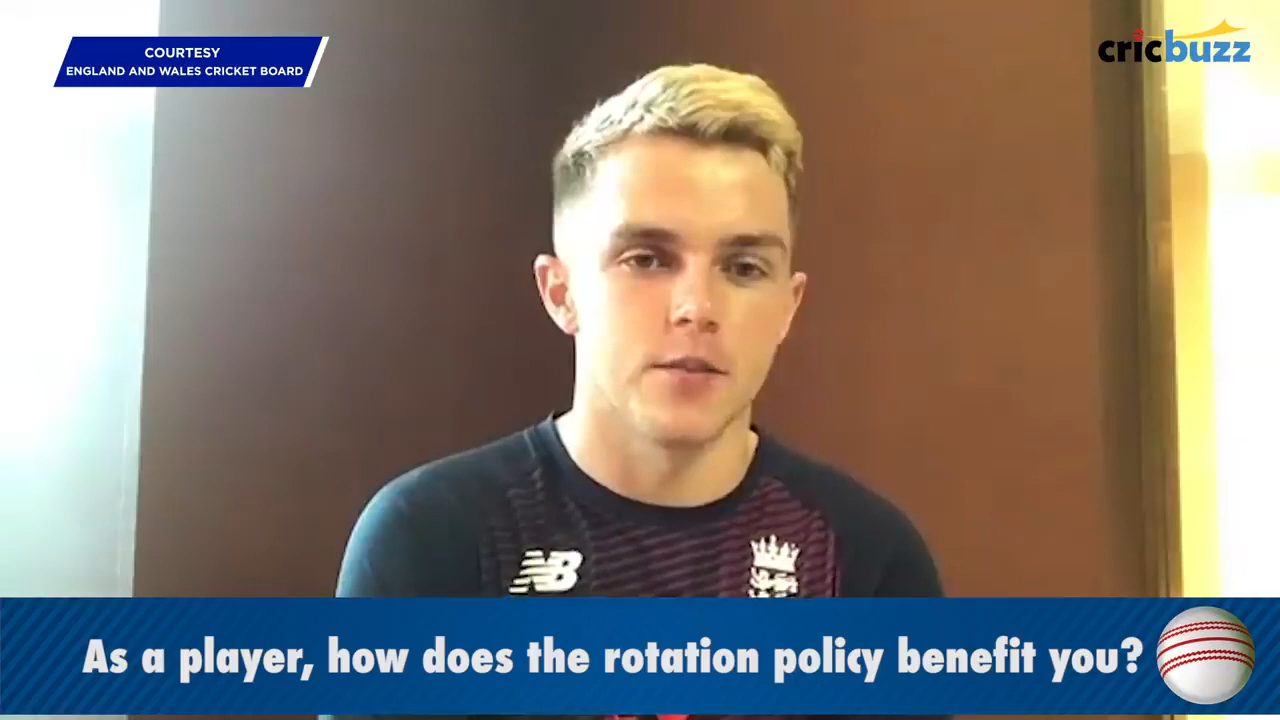 COURTESY
ENGLAND AND WALES CRICKET BOARD
cricbuzz
NB
As a player, how does the rotation policy benefit you?